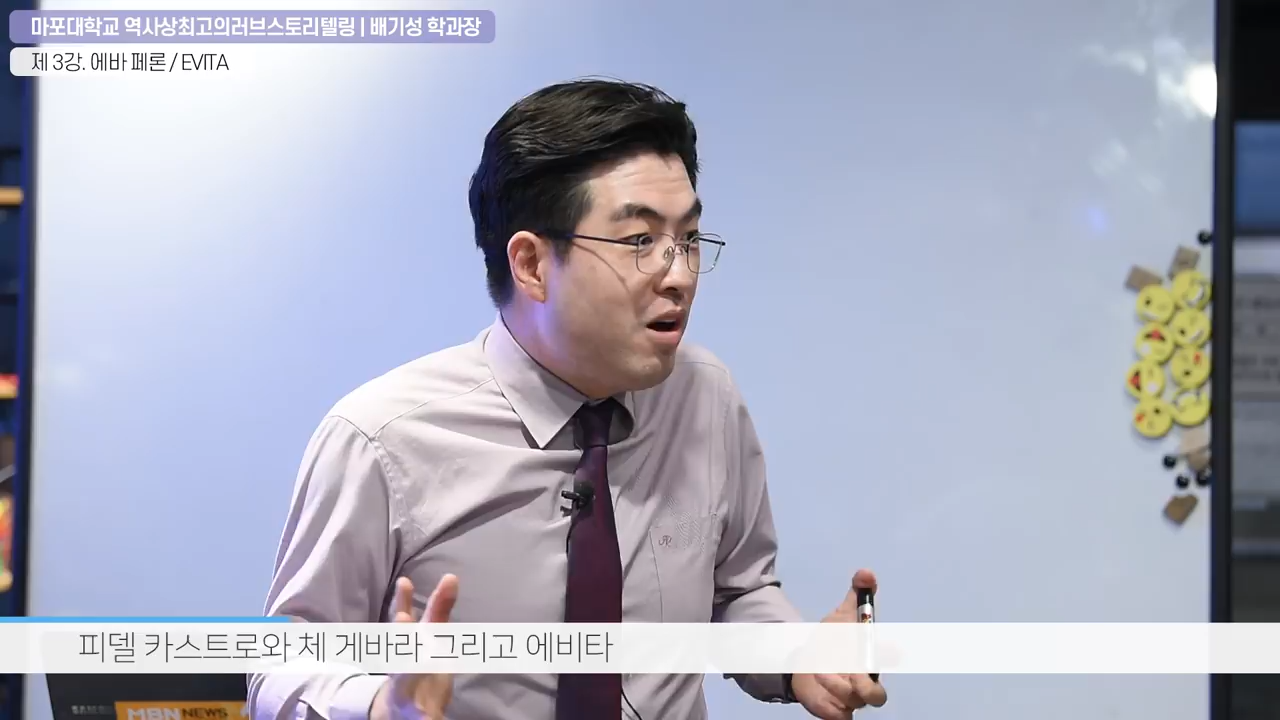 마포대학교 역사상최고의러브스토리텔링 | 배기성 학과장
제 3강. 에바 페론 / EVITA
피델 카스트로와 체 게바라 그리고 에비타
MBN NEWS